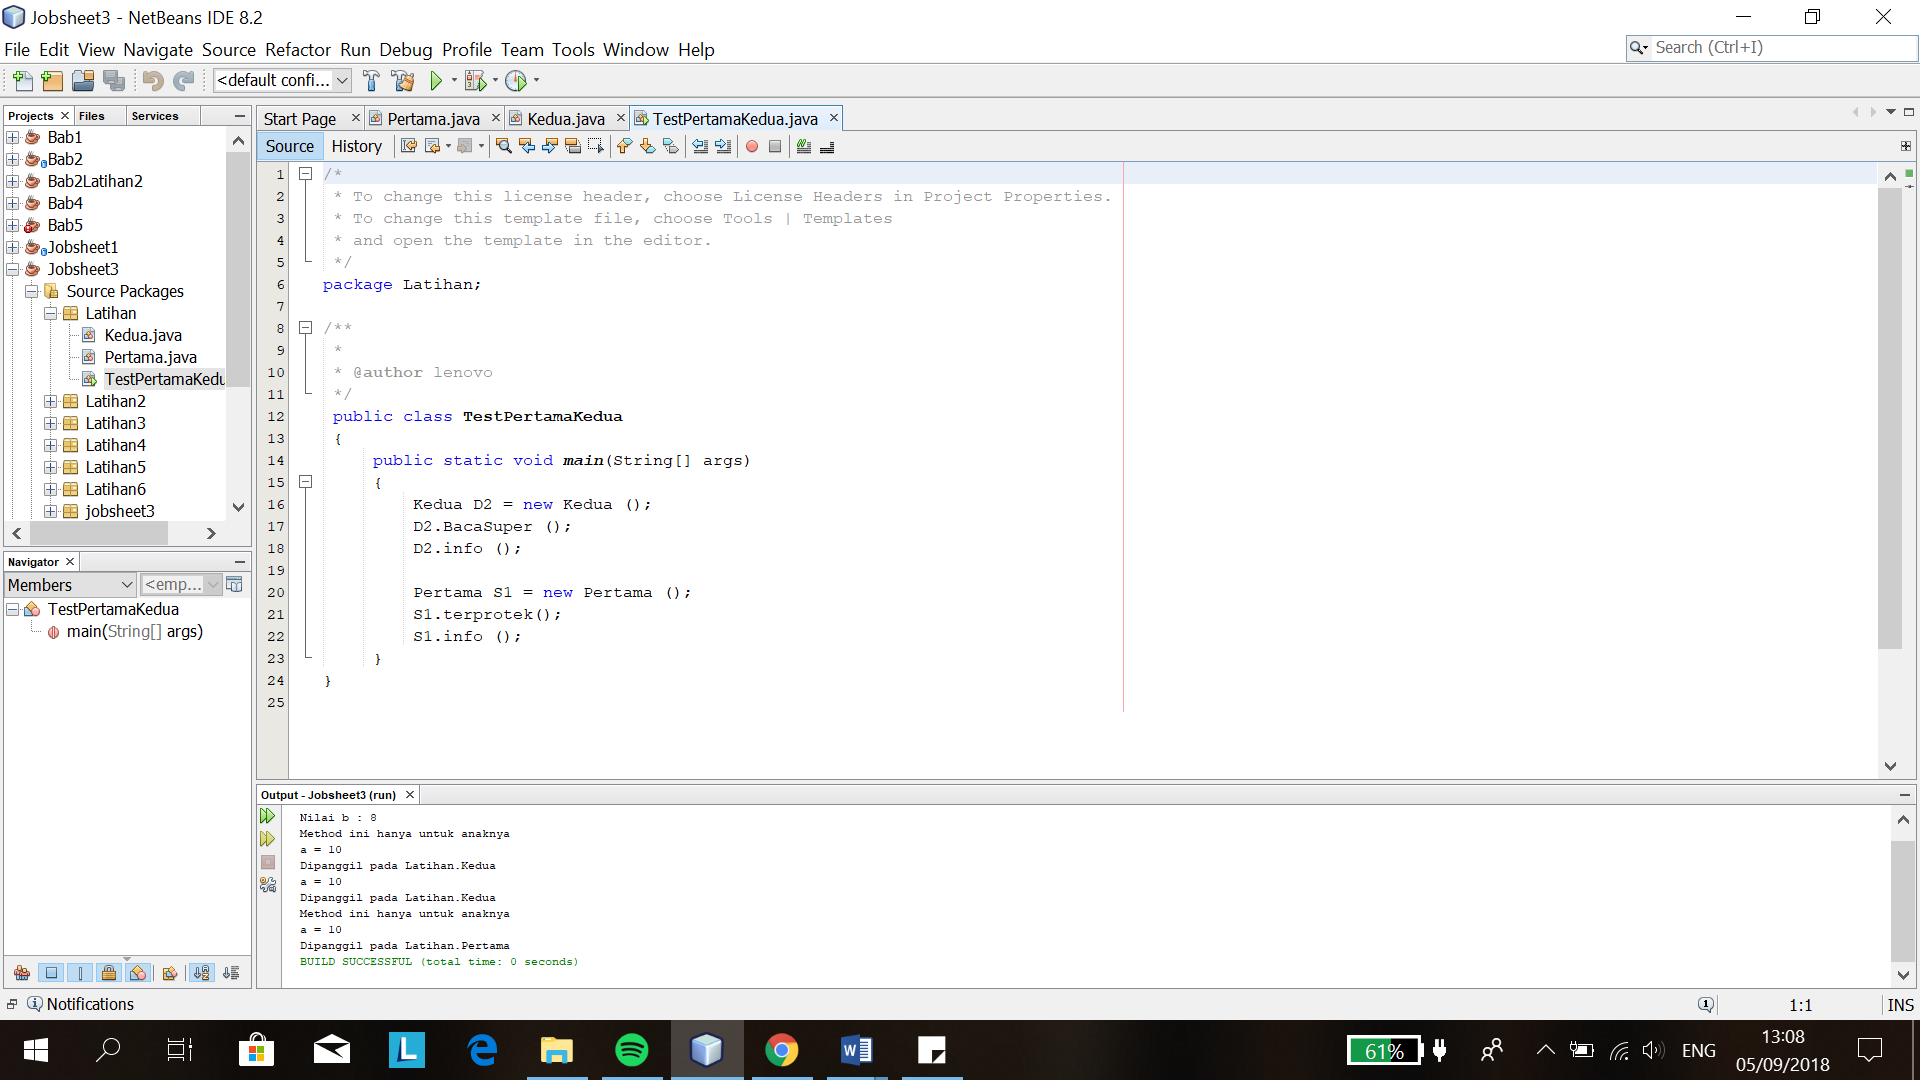 Jobsheet3 - NetBeans IDE 8.2
File Edit View Navigate Source Refactor Run Debug Profile Team Tools Window Help
Search (Ctrl+I)
<default confi...
Projects Files Services
Bab1
Bab2
Bab2Latihan2
Bab4
Bab5
Jobsheet1
Jobsheet3
Source Packages
Latihan
Kedua.java
Pertama.java
TestPertamaKedu
Latihan2
Latihan3
Latihan4
Latihan5
Latihan6
jobsheet3
Navigator
Members <emp...
TestPertamaKedua
main(String[] args)
Start Page Pertama.java Kedua.java TestPertamaKedua.java
Source History
1 /*
2 * To change this license header, choose License Headers in Project Properties.
3 * To change this template file, choose Tools | Templates
4 * and open the template in the editor.
5 */
6 package Latihan;
7
8 /**
9 *
10 * @author lenovo
11 */
12 public class TestPertamaKedua
13 {
14 public static void main(String[] args)
15 {
16 Kedua D2 = new Kedua ();
17 D2.BacaSuper ();
18 D2.info ();
19
20 Pertama S1 = new Pertama ();
21 S1.terprotek();
22 S1.info ();
23 }
24 }
25
Output - Jobsheet3 (run)
Nilai b : 8
Method ini hanya untuk anaknya
a = 10
Dipanggil pada Latihan.Kedua
a = 10
Dipanggil pada Latihan.Kedua
Method ini hanya untuk anaknya
a = 10
Dipanggil pada Latihan.Pertama
BUILD SUCCESSFUL (total time: 0 seconds)
Notifications
1:1 INS
61% ENG
13:08
05/09/2018